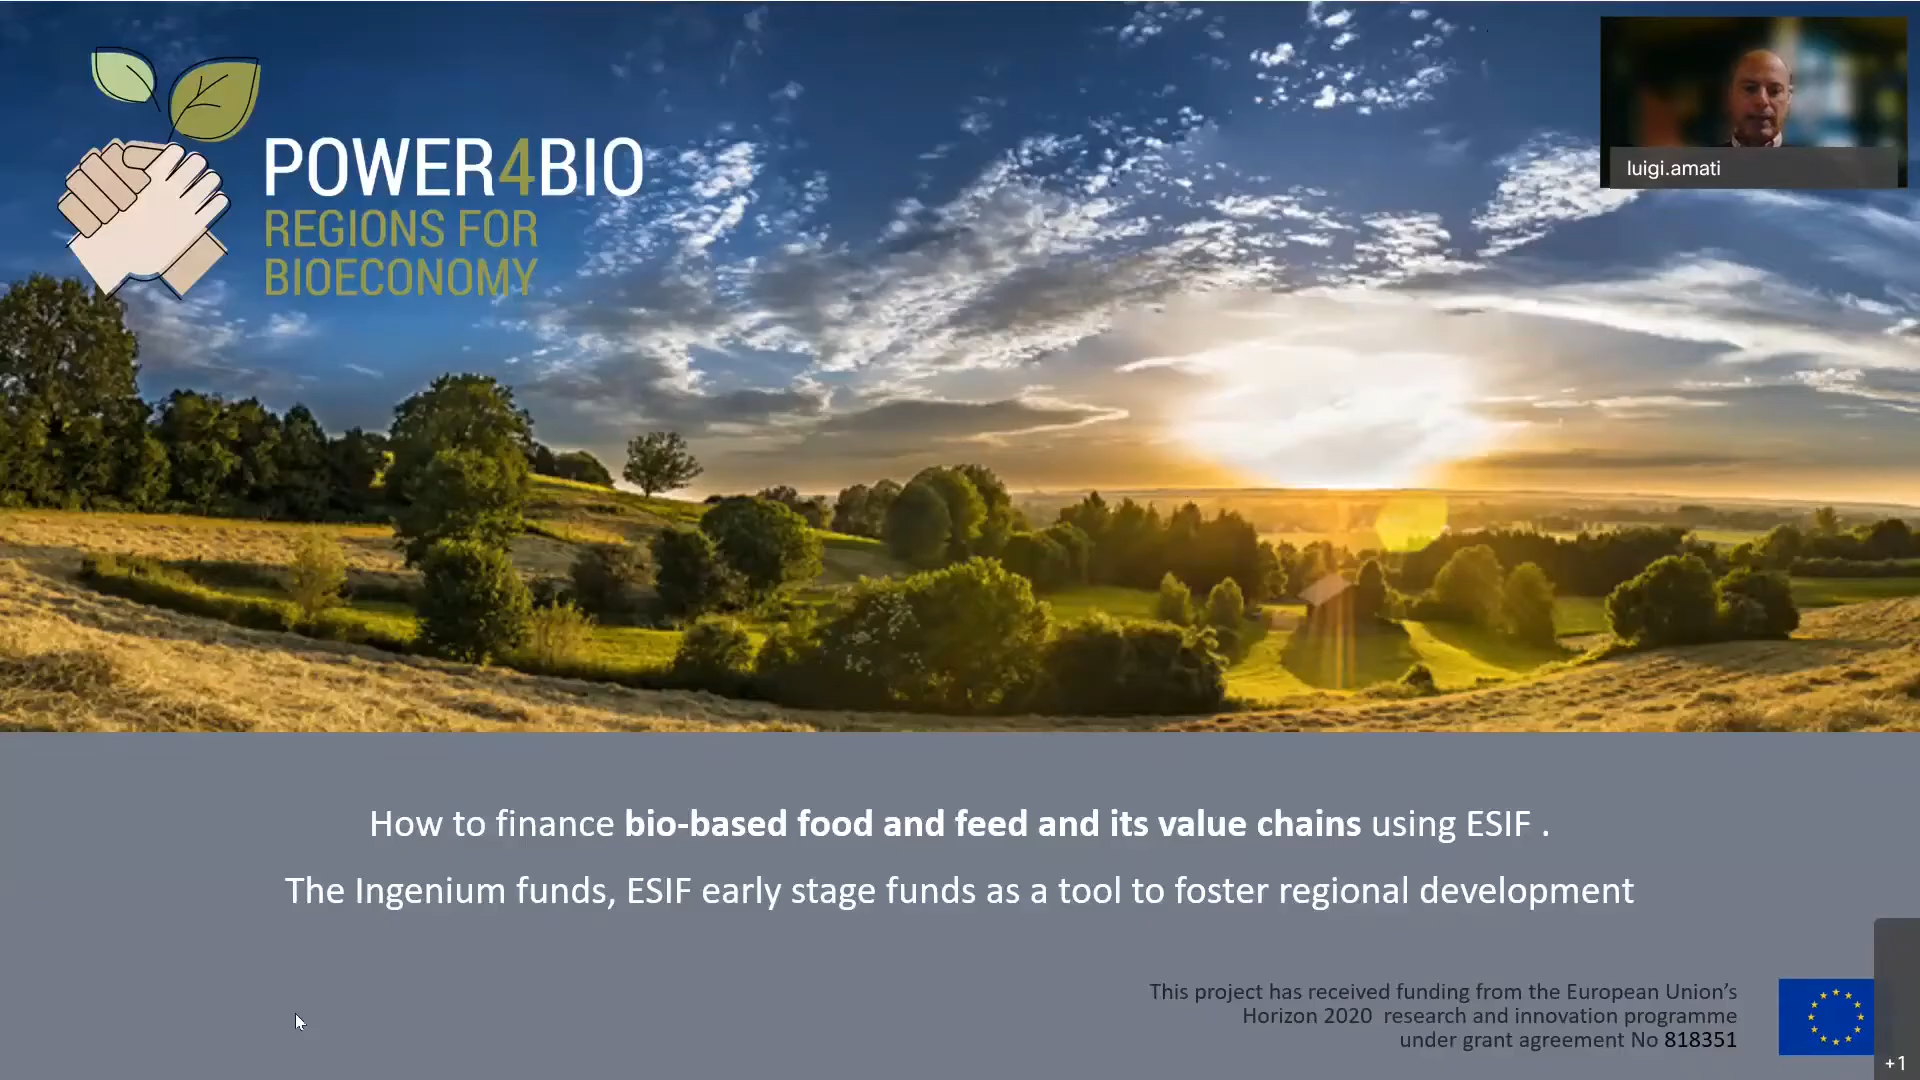 POWER4BIO
REGIONS FOR
BIOECONOMY
luigi.amati
How to finance bio-based food and feed and its value chains using ESIF .
The Ingenium funds, ESIF early stage funds as a tool to foster regional development
This project has received funding from the European Union’s
Horizon 2020 research and innovation programme
under grant agreement No 818351
+1